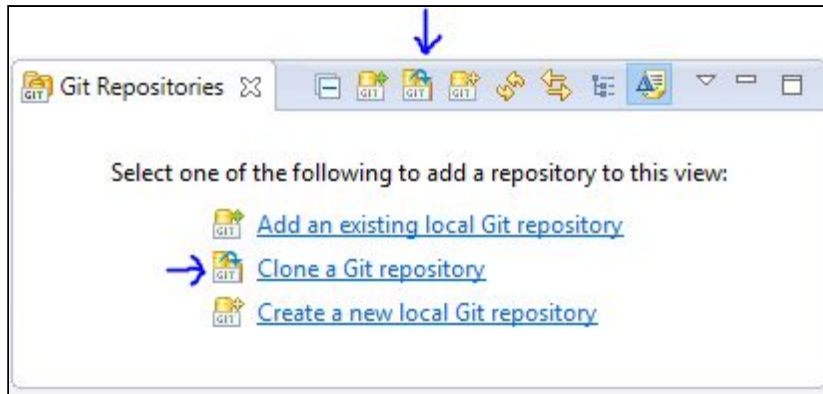 Git Repositories
Select one of the following to add a repository to this view:
Add an existing local Git repository
Clone a Git repository
Create a new local Git repository